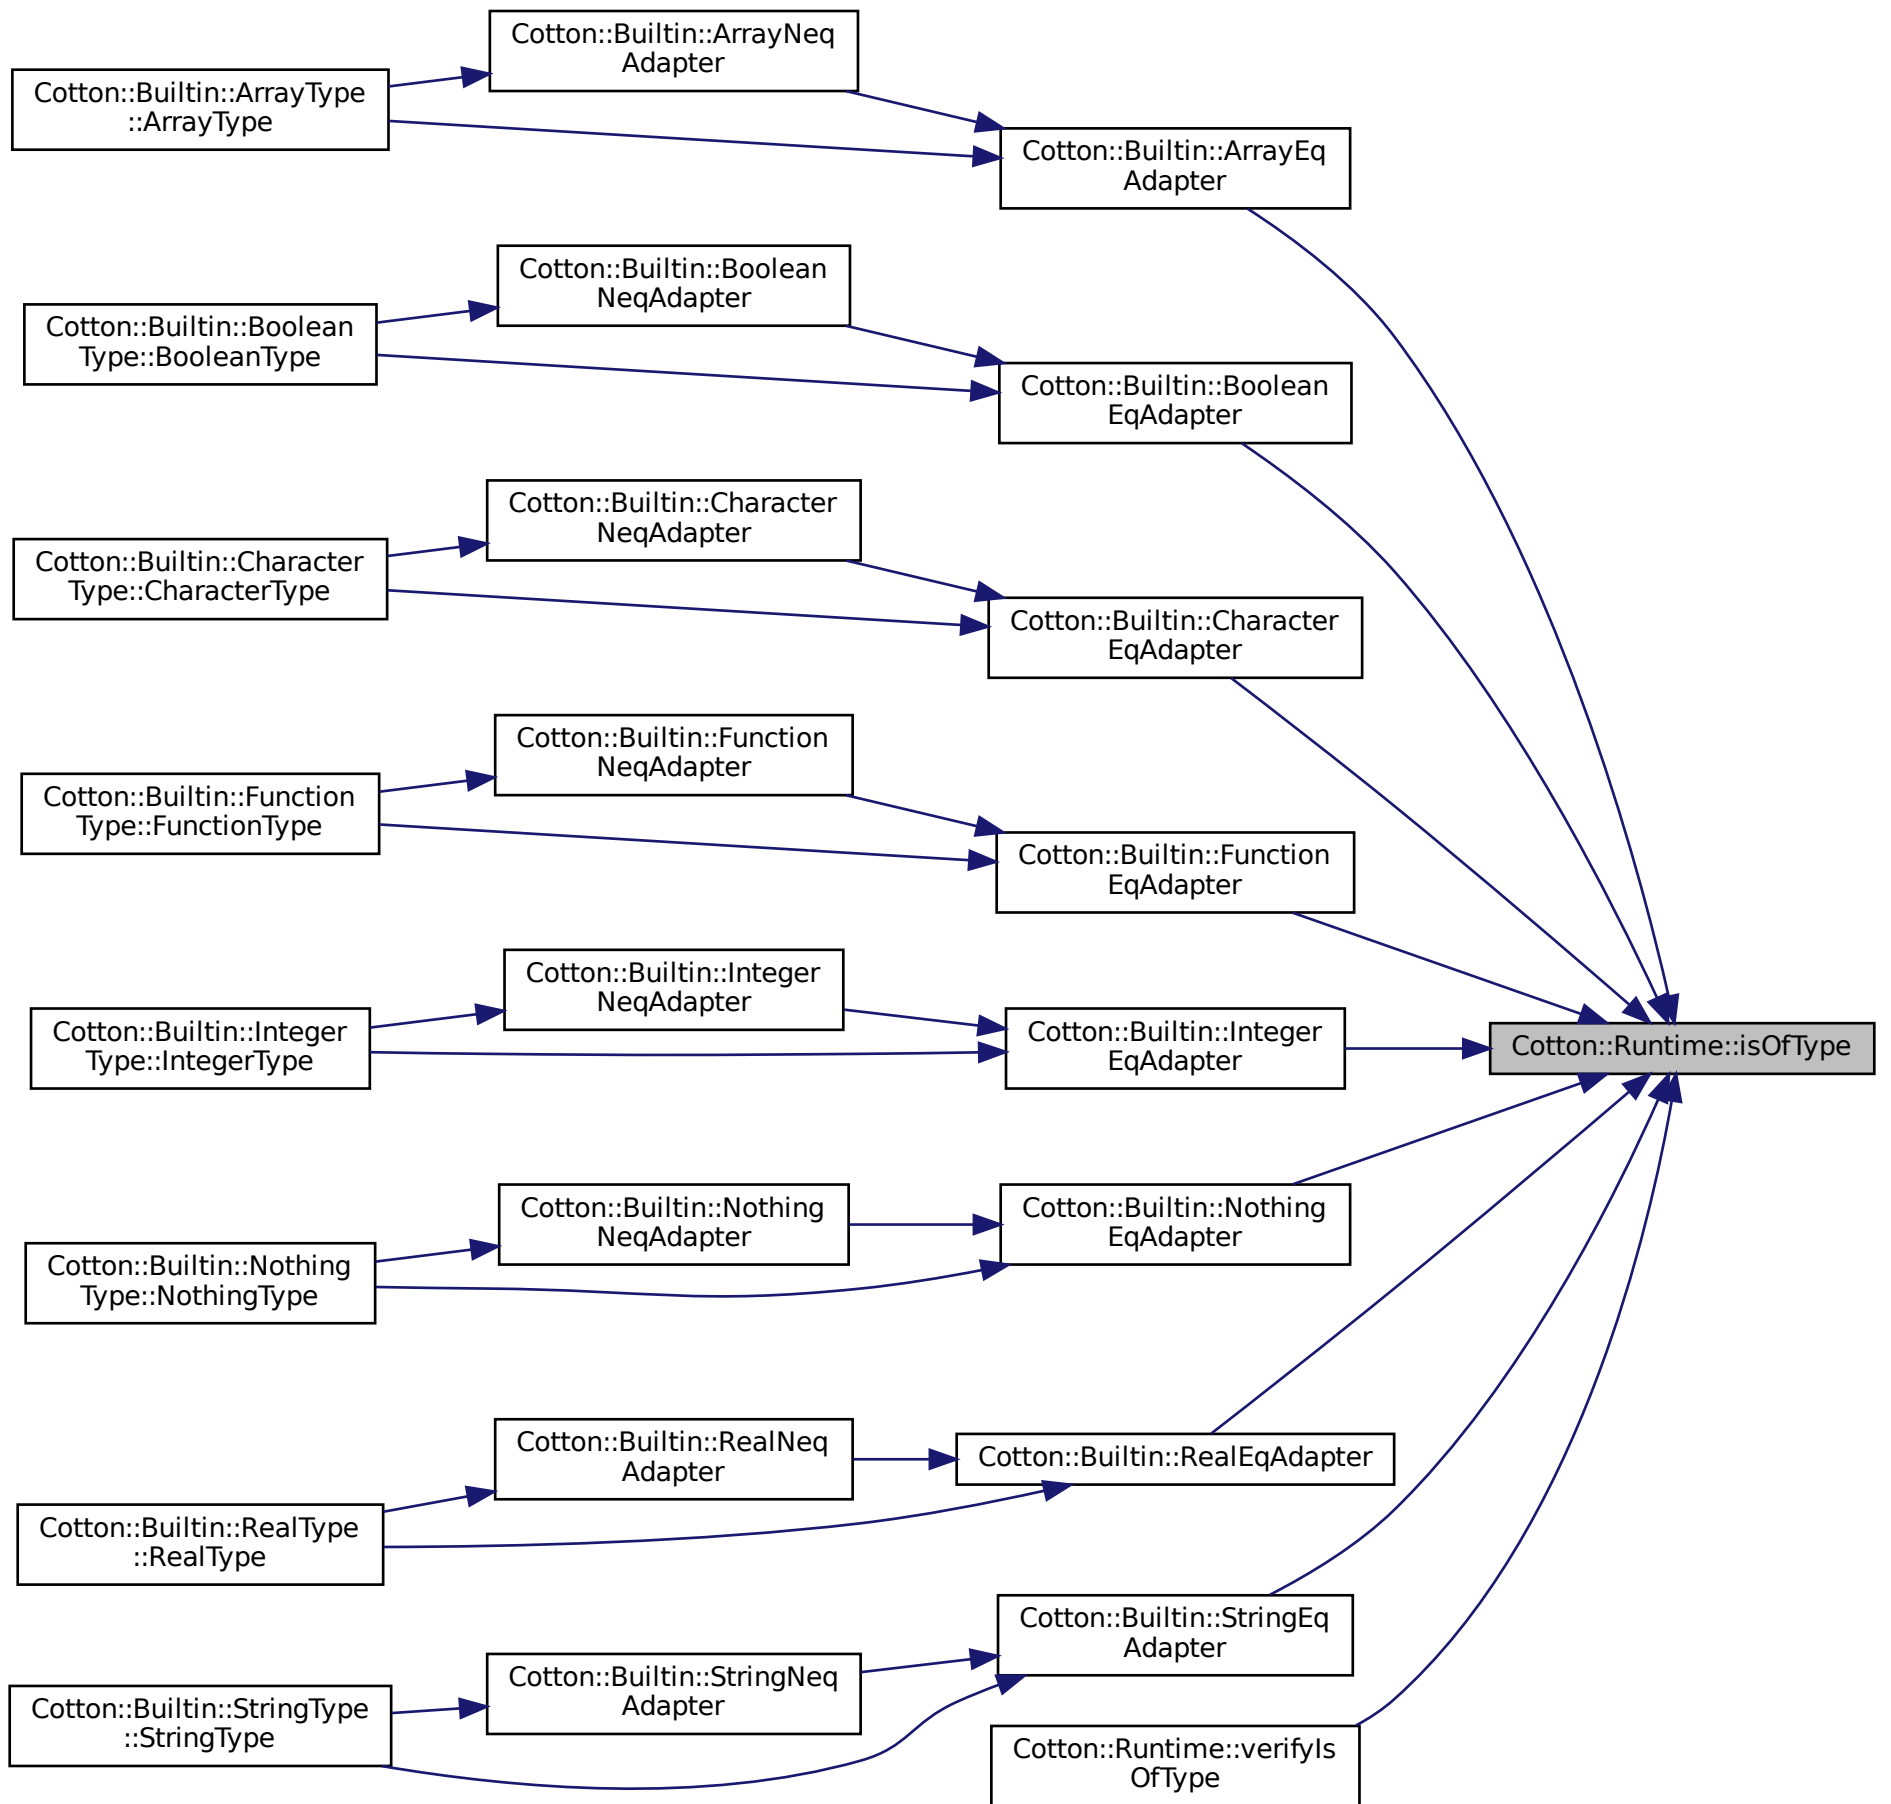 Cotton::Builtin::ArrayNeq
Adapter
Cotton::Builtin::ArrayType
::ArrayType
Cotton::Builtin::ArrayEq
Adapter
Cotton::Builtin::Boolean
NeqAdapter
Cotton::Builtin::Boolean
Type::BooleanType
Cotton::Builtin::Boolean
EqAdapter
Cotton::Builtin::Character
NeqAdapter
Cotton::Builtin::Character
Type::CharacterType
Cotton::Builtin::Character
EqAdapter
Cotton::Builtin::Function
NeqAdapter
Cotton::Builtin::Function
Type::FunctionType
Cotton::Builtin::Function
EqAdapter
Cotton::Builtin::Integer
NeqAdapter
Cotton::Builtin::Integer
Type::IntegerType
Cotton::Builtin::Integer
EqAdapter
Cotton::Runtime::isOfType
Cotton::Builtin::Nothing
NeqAdapter
Cotton::Builtin::Nothing
EqAdapter
Cotton::Builtin::Nothing
Type::NothingType
Cotton::Builtin::RealNeq
Adapter
Cotton::Builtin::RealEqAdapter
Cotton::Builtin::RealType
::RealType
Cotton::Builtin::StringEq
Adapter
Cotton::Builtin::StringNeq
Adapter
Cotton::Builtin::StringType
::StringType
Cotton::Runtime::verifyIs
OfType